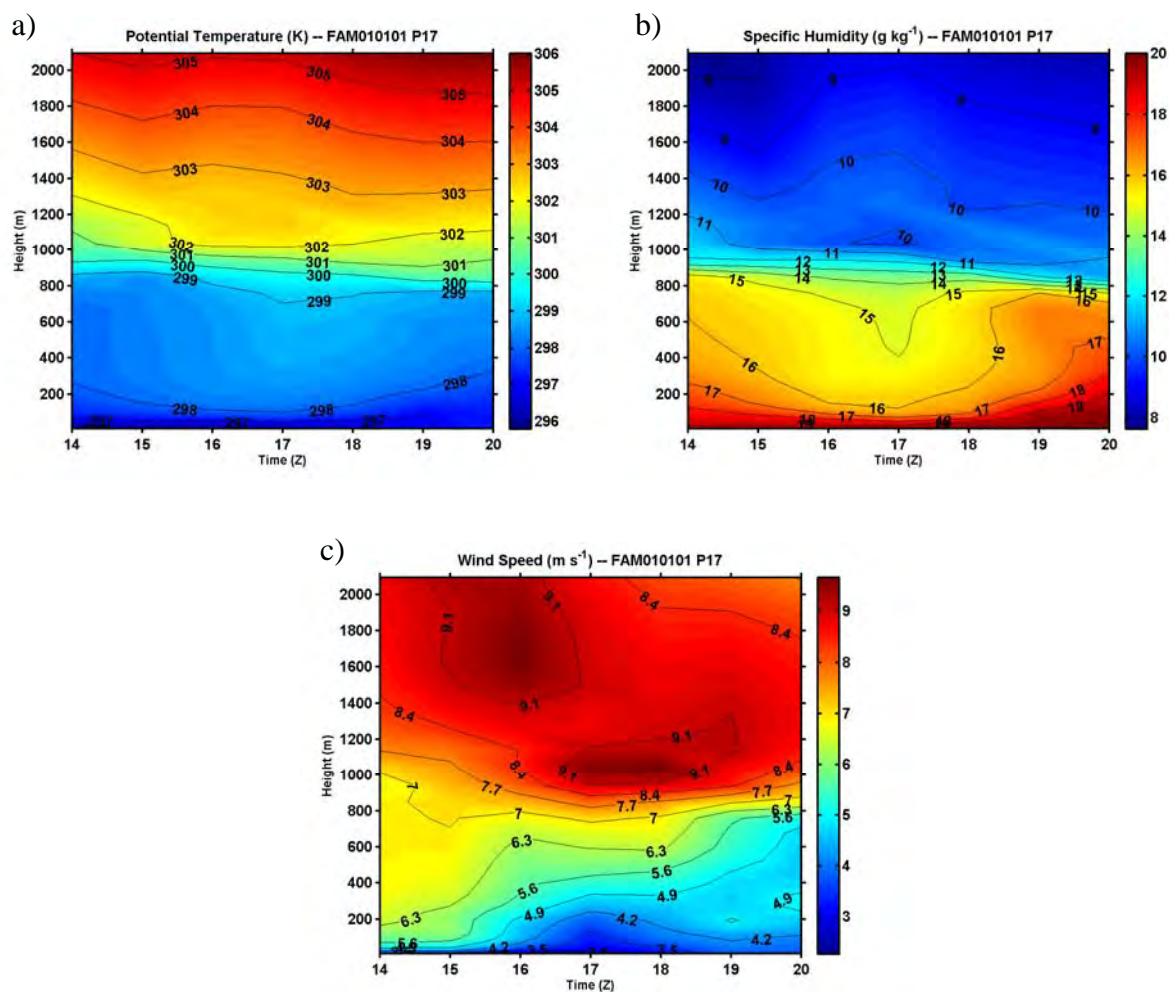 a)
Potential Temperature (K) -- FAM010101 P17
Height (m)
2000
1800
1600
1400
1200
1000
800
600
400
200
14 15 16 17 18 19 20
Time (Z)
305 305 305
304 304 304
303 303 303
302 302 302
301 301 301
300 300 300
299 299 299
298 298 298
297 297 297
306
305
304
303
302
301
300
299
298
297
296
b)
Specific Humidity (g kg-1) -- FAM010101 P17
Height (m)
2000
1800
1600
1400
1200
1000
800
600
400
200
14 15 16 17 18 19 20
Time (Z)
9 9 9 9 9
10 10 10 10
11 11 11
12 12 12
13 13
14 14 14
15 15 15
16 16 16 16
17 17 17 17
18
19
20
18
16
14
12
10
8
c)
Wind Speed (m s-1) -- FAM010101 P17
Height (m)
2000
1800
1600
1400
1200
1000
800
600
400
200
14 15 16 17 18 19 20
Time (Z)
9.1 9.1 8.4 8.4
9.1
8.4 9.1
8.4 9.1 9.1 8.4
7 7.7 7.7 8.4 7.7
7 7 7
6.3 6.3 6.3
5.6 5.6 5.6
6.3 4.9 4.9 4.9
5.6 4.2 4.2 4.2
3.5 3.5
9
8
7
6
5
4
3